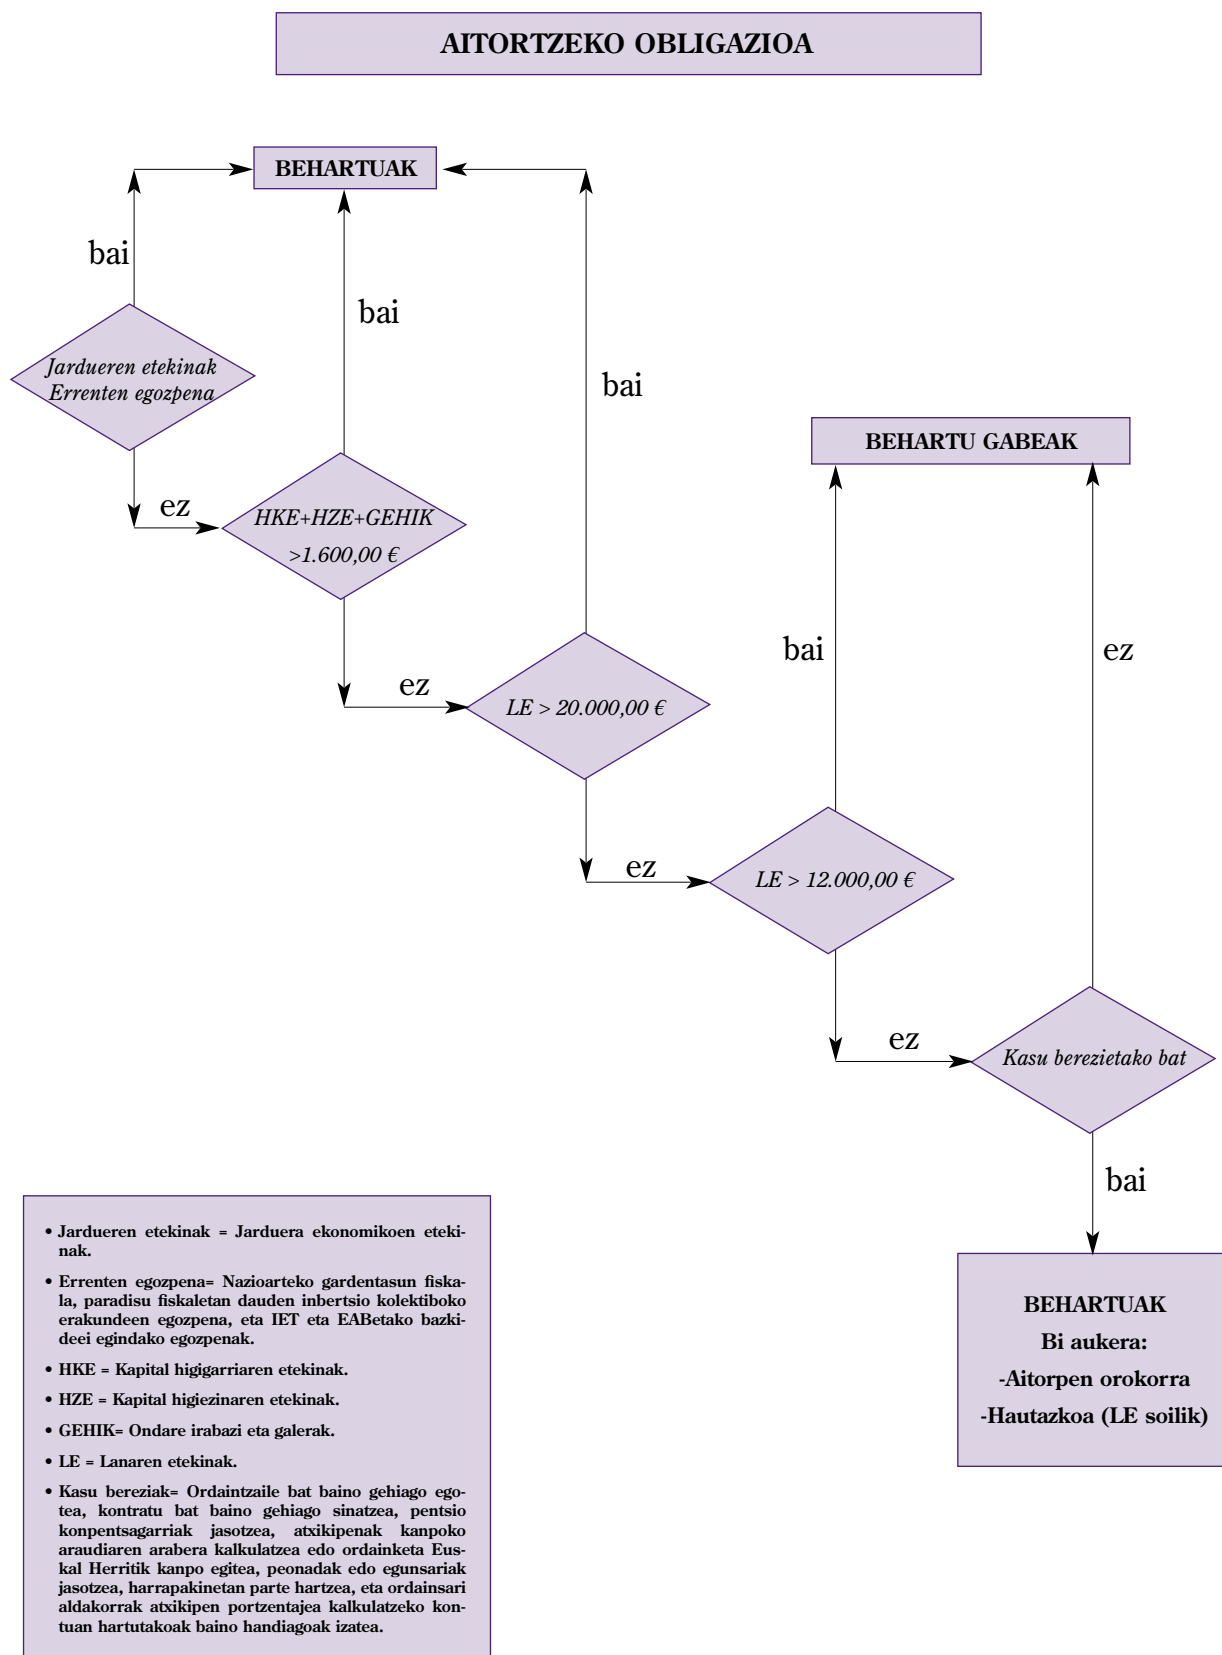 AITORTZEKO OBLIGAZIOA
BEHARTUAK
bai
bai
bai
Jardueren etekinak
Errenten egozpena
ez
HKE+HZE+GEHIK
>1.600,00 €
BEHARTU GABEAK
bai
ez
ez
LE > 20.000,00 €
ez
LE > 12.000,00 €
ez
Kasu berezietako bat
bai
BEHARTUAK
Bi aukera:
-Aitorpen orokorra
-Hautazkoa (LE soilik)
• Jardueren etekinak = Jarduera ekonomikoen eteki-
nak.
• Errenten egozpena= Nazioarteko gardentasun fiska-
la, paradisu fiskaletan dauden inbertsio kolektiboko
erakundeen egozpena, eta IET eta EABetako bazki-
deei egindako egozpenak.
• HKE = Kapital higigarriaren etekinak.
• HZE = Kapital higiezinaren etekinak.
• GEHIK= Ondare irabazi eta galerak.
• LE = Lanaren etekinak.
• Kasu bereziak= Ordaintzaile bat baino gehiago ego-
tea, kontratu bat baino gehiago sinatzea, pentsio
konpentsagarriak jasotzea, atxikipenak kanpoko
araudiaren arabera kalkulatzea edo ordainketa Eus-
kal Herritik kanpo egitea, peonadak edo egunsariak
jasotzea, harrapakinetan parte hartzea, eta ordainsari
aldakorrak atxikipen portzentajea kalkulatzeko kon-
tuan hartutakoak baino handiagoak izatea.